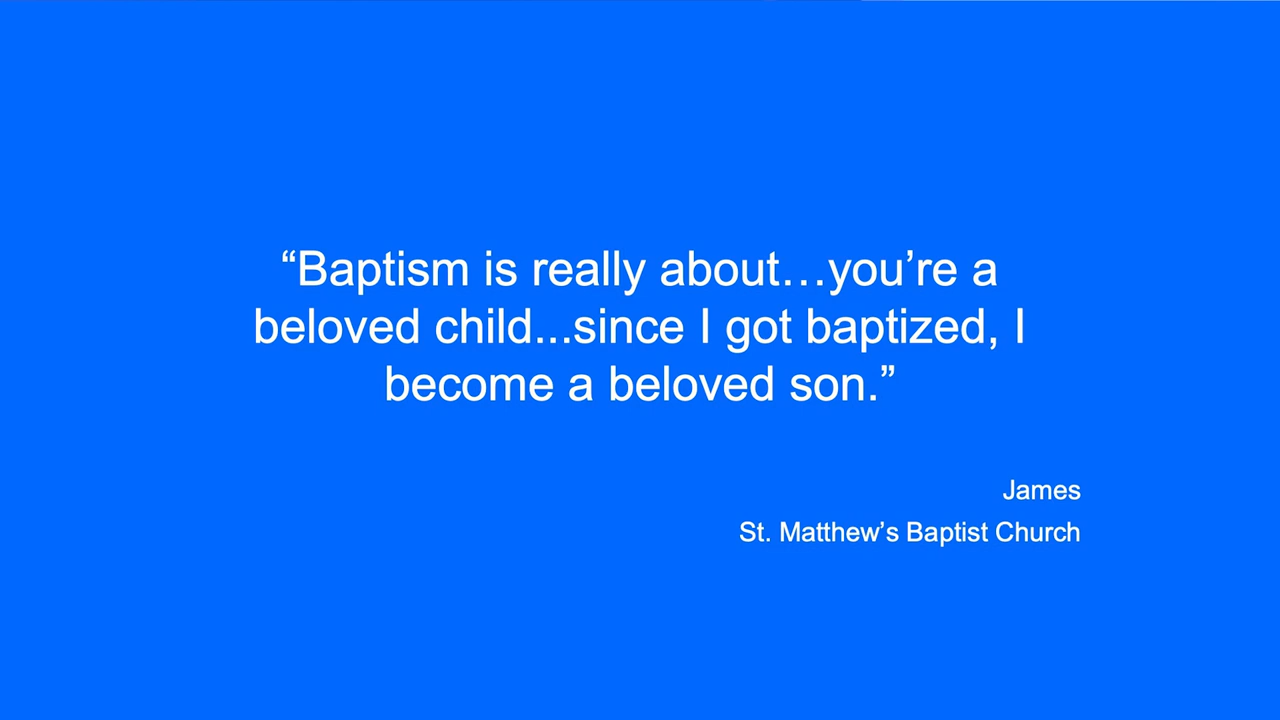 “Baptism is really about…you’re a
beloved child...since I got baptized, I
become a beloved son.”
James
St. Matthew’s Baptist Church